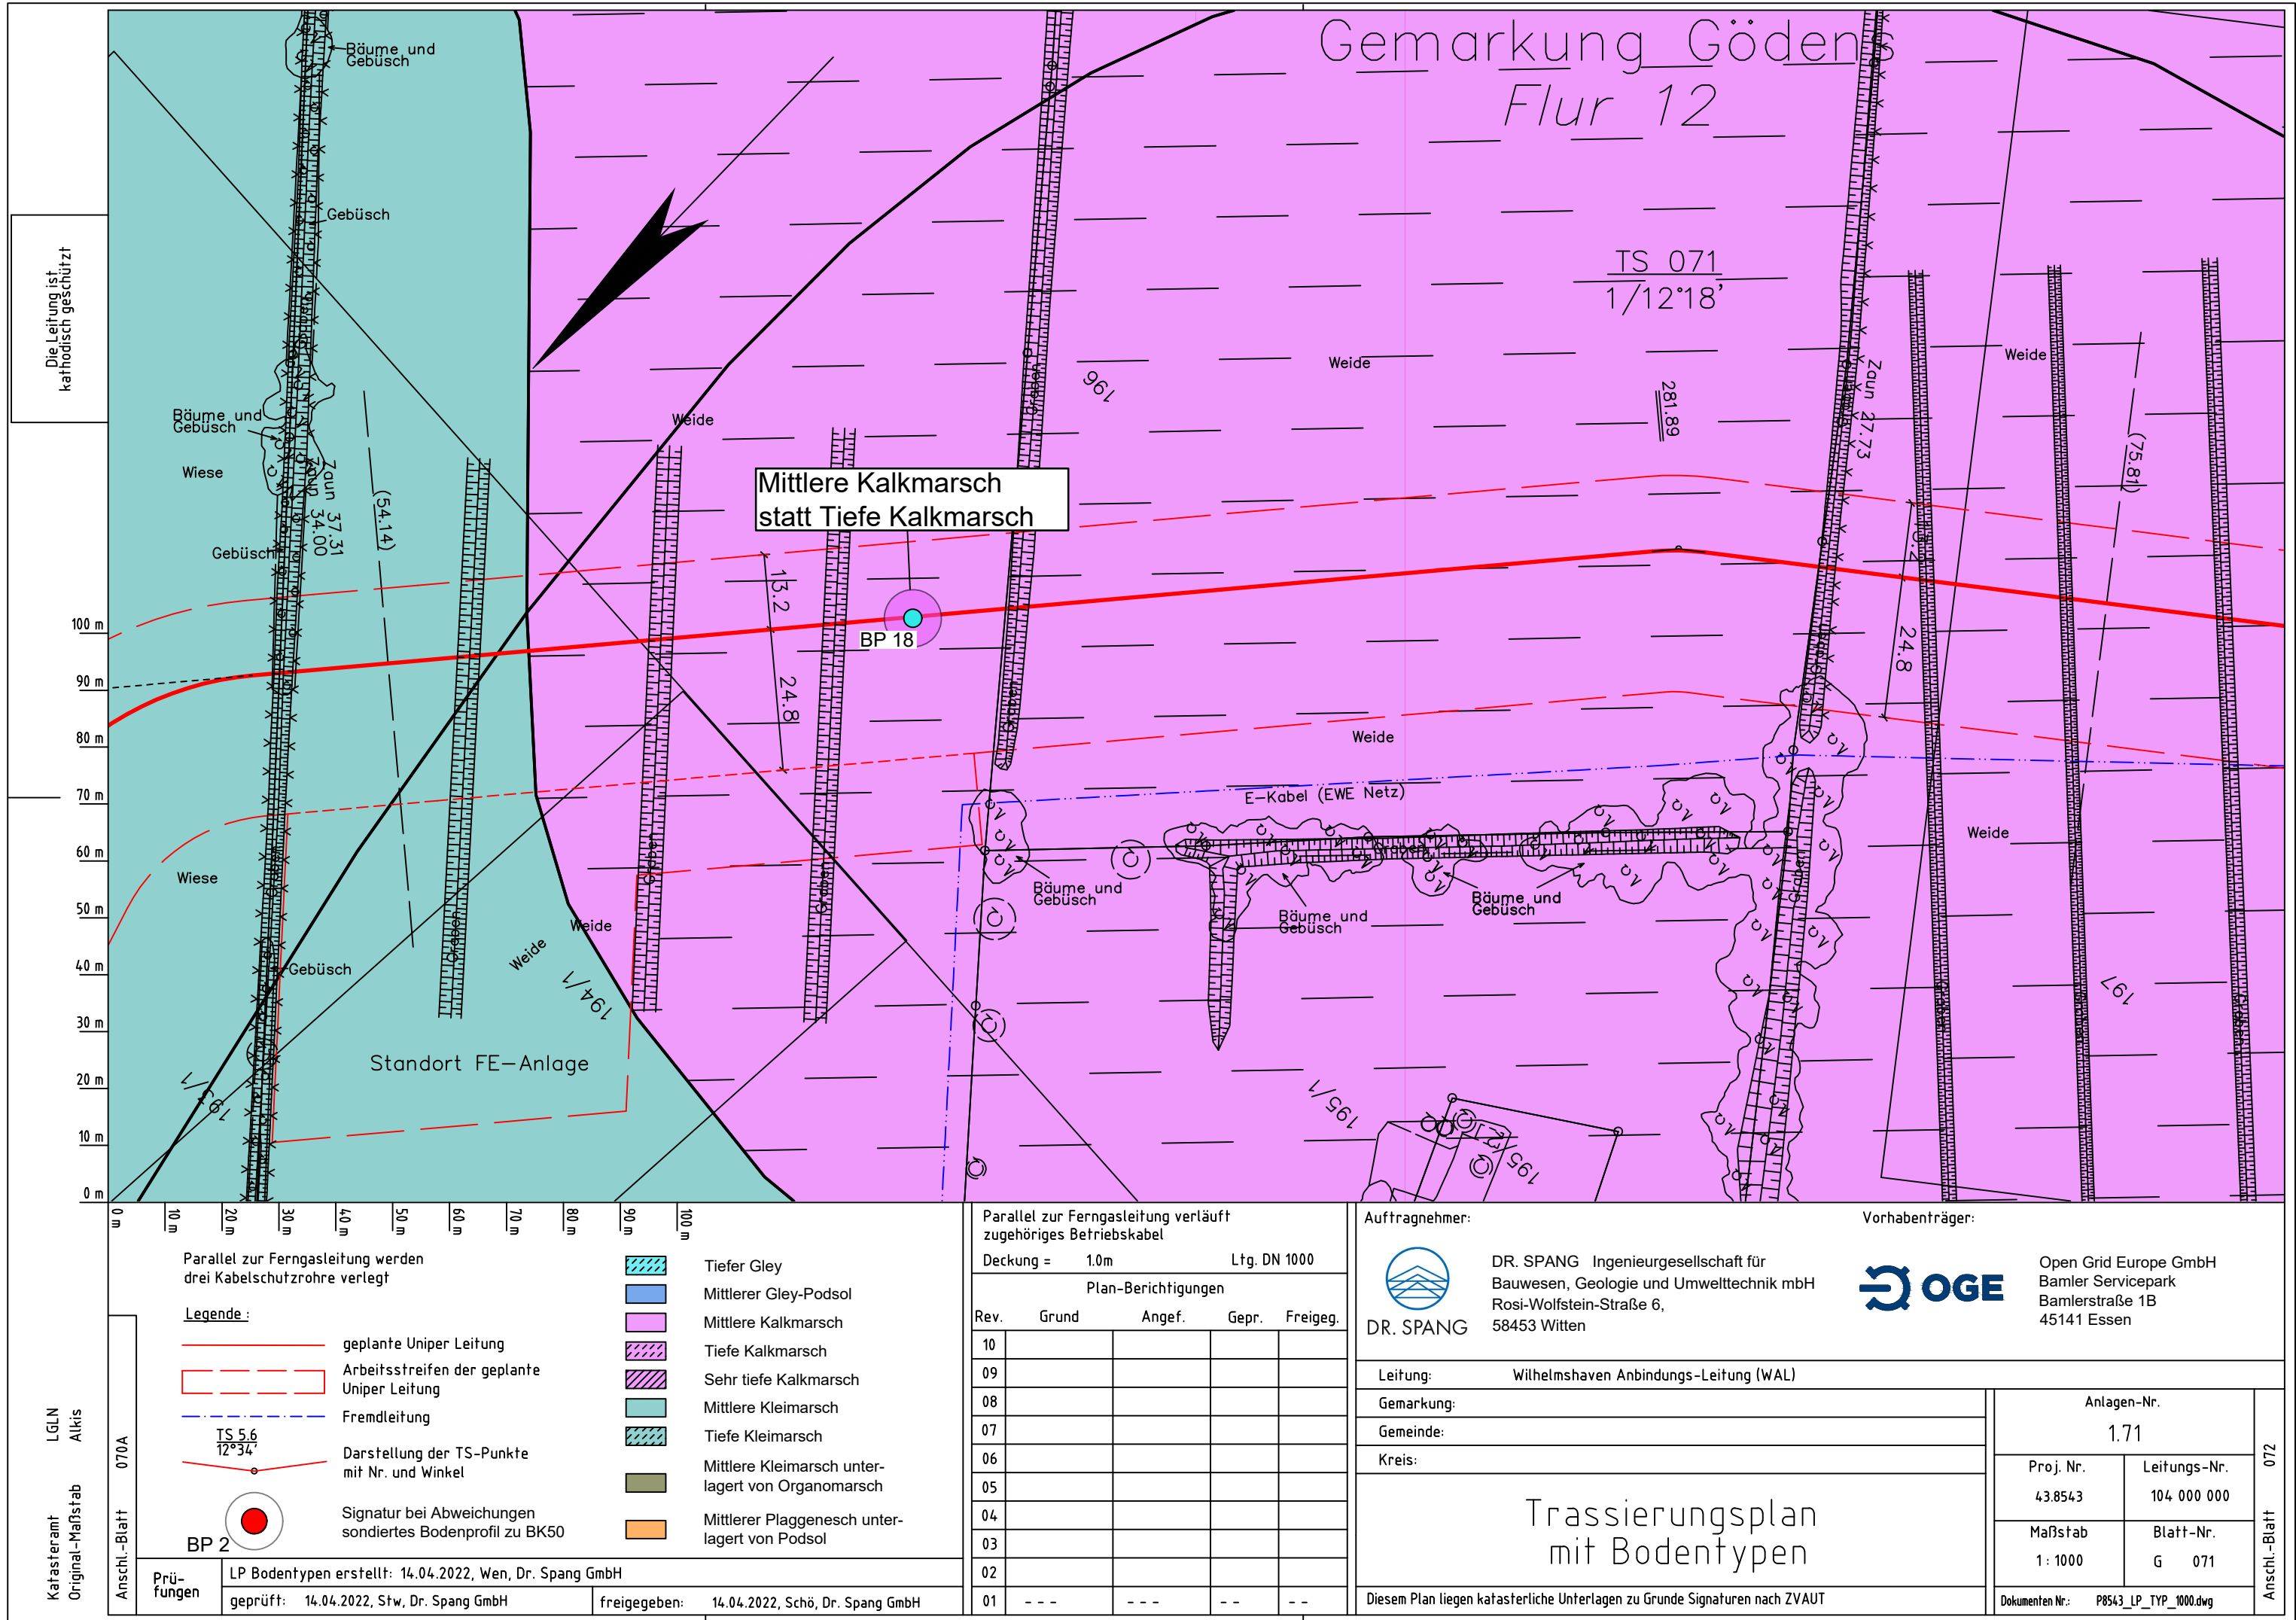 Gemarkung Gödens
Flur 12
Bäume und
Gebüsch
Gebüsch
Die Leitung ist
kathodisch geschützt
TS 071
1/12°18'
Weide
Weide
196
281.89
Zaun 27.73
(75.81)
Bäume und
Gebüsch
Wiese
Zaun 37.31
Zaun 34.00
(54.14)
Gebüsch
Weide
Mittlere Kalkmarsch
statt Tiefe Kalkmarsch
13.2
24.8
BP 18
24.8
Weide
E-Kabel (EWE Netz)
Weide
Graben
Graben
Graben
Graben
Graben
Wiese
Bäume und
Gebüsch
Bäume und
Gebüsch
Bäume und
Gebüsch
Weide
Weide
Gebüsch
194/1
197
Standort FE-Anlage
193/1
195/1
195/2
100 m
90 m
80 m
70 m
60 m
50 m
40 m
30 m
20 m
10 m
0 m
0 m
10 m
20 m
30 m
40 m
50 m
60 m
70 m
80 m
90 m
100 m
Parallel zur Ferngasleitung werden
drei Kabelschutzrohre verlegt
Legende :
geplante Uniper Leitung
Arbeitsstreifen der geplante
Uniper Leitung
Fremdleitung
TS 5.6
12°34'
Darstellung der TS-Punkte
mit Nr. und Winkel
BP 2
Signatur bei Abweichungen
sondiertes Bodenprofil zu BK50
Tiefer Gley
Mittlerer Gley-Podsol
Mittlere Kalkmarsch
Tiefe Kalkmarsch
Sehr tiefe Kalkmarsch
Mittlere Kleimarsch
Tiefe Kleimarsch
Mittlere Kleimarsch unter-
lagert von Organomarsch
Mittlerer Plaggenesch unter-
lagert von Podsol
Katasteramt LGLN
Original-Maßstab Alkis
Anschl.-Blatt 070A
Prü-
fungen
LP Bodentypen erstellt: 14.04.2022, Wen, Dr. Spang GmbH
geprüft: 14.04.2022, Stw, Dr. Spang GmbH
freigegeben: 14.04.2022, Schö, Dr. Spang GmbH
Parallel zur Ferngasleitung verläuft
zugehöriges Betriebskabel
Deckung = 1.0m Ltg. DN 1000
Plan-Berichtigungen
Rev. Grund Angef. Gepr. Freigeg.
10
09
08
07
06
05
04
03
02
01 - - - - - - - - - -
Auftragnehmer:
DR. SPANG
DR. SPANG Ingenieurgesellschaft für
Bauwesen, Geologie und Umwelttechnik mbH
Rosi-Wolfstein-Straße 6,
58453 Witten
Vorhabenträger:
OGE
Open Grid Europe GmbH
Bamler Servicepark
Bamlerstraße 1B
45141 Essen
Leitung: Wilhelmshaven Anbindungs-Leitung (WAL)
Gemarkung:
Gemeinde:
Kreis:
Trassierungsplan
mit Bodentypen
Diesem Plan liegen katasterliche Unterlagen zu Grunde Signaturen nach ZVAUT
Anlagen-Nr.
1.71
Proj. Nr. Leitungs-Nr.
43.8543 104 000 000
Maßstab Blatt-Nr.
1 : 1000 G 071
Dokumenten Nr.: P8543_LP_TYP_1000.dwg
Anschl.-Blatt 072